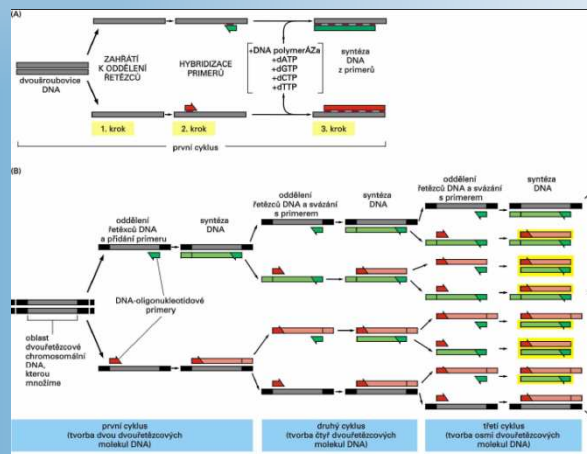 (A)
dvoušroubovice
DNA
ZAHŘÁTÍ
K ODDĚLENÍ
ŘETĚZCŮ
HYBRIDIZACE
PRIMERŮ
+DNA polymerÁZa
+dATP
+dGTP
+dCTP
+dTTP
syntéza
DNA
z primerů
1. krok
2. krok
3. krok
první cyklus
(B)
oddělení
řetězců DNA
a přidání primeru
syntéza
DNA
oddělení
řetězců DNA a svázání
s primerem
syntéza
DNA
oddělení
řetězců DNA a svázání
s primerem
syntéza
DNA
DNA-oligonukleotidové
primery
oblast
dvouřetězcové
chromosomální
DNA,
kterou
množíme
první cyklus
(tvorba dvou dvouřetězcových
molekul DNA)
druhý cyklus
(tvorba čtyř dvouřetězcových
molekul DNA)
třetí cyklus
(tvorba osmi dvouřetězcových
molekul DNA)